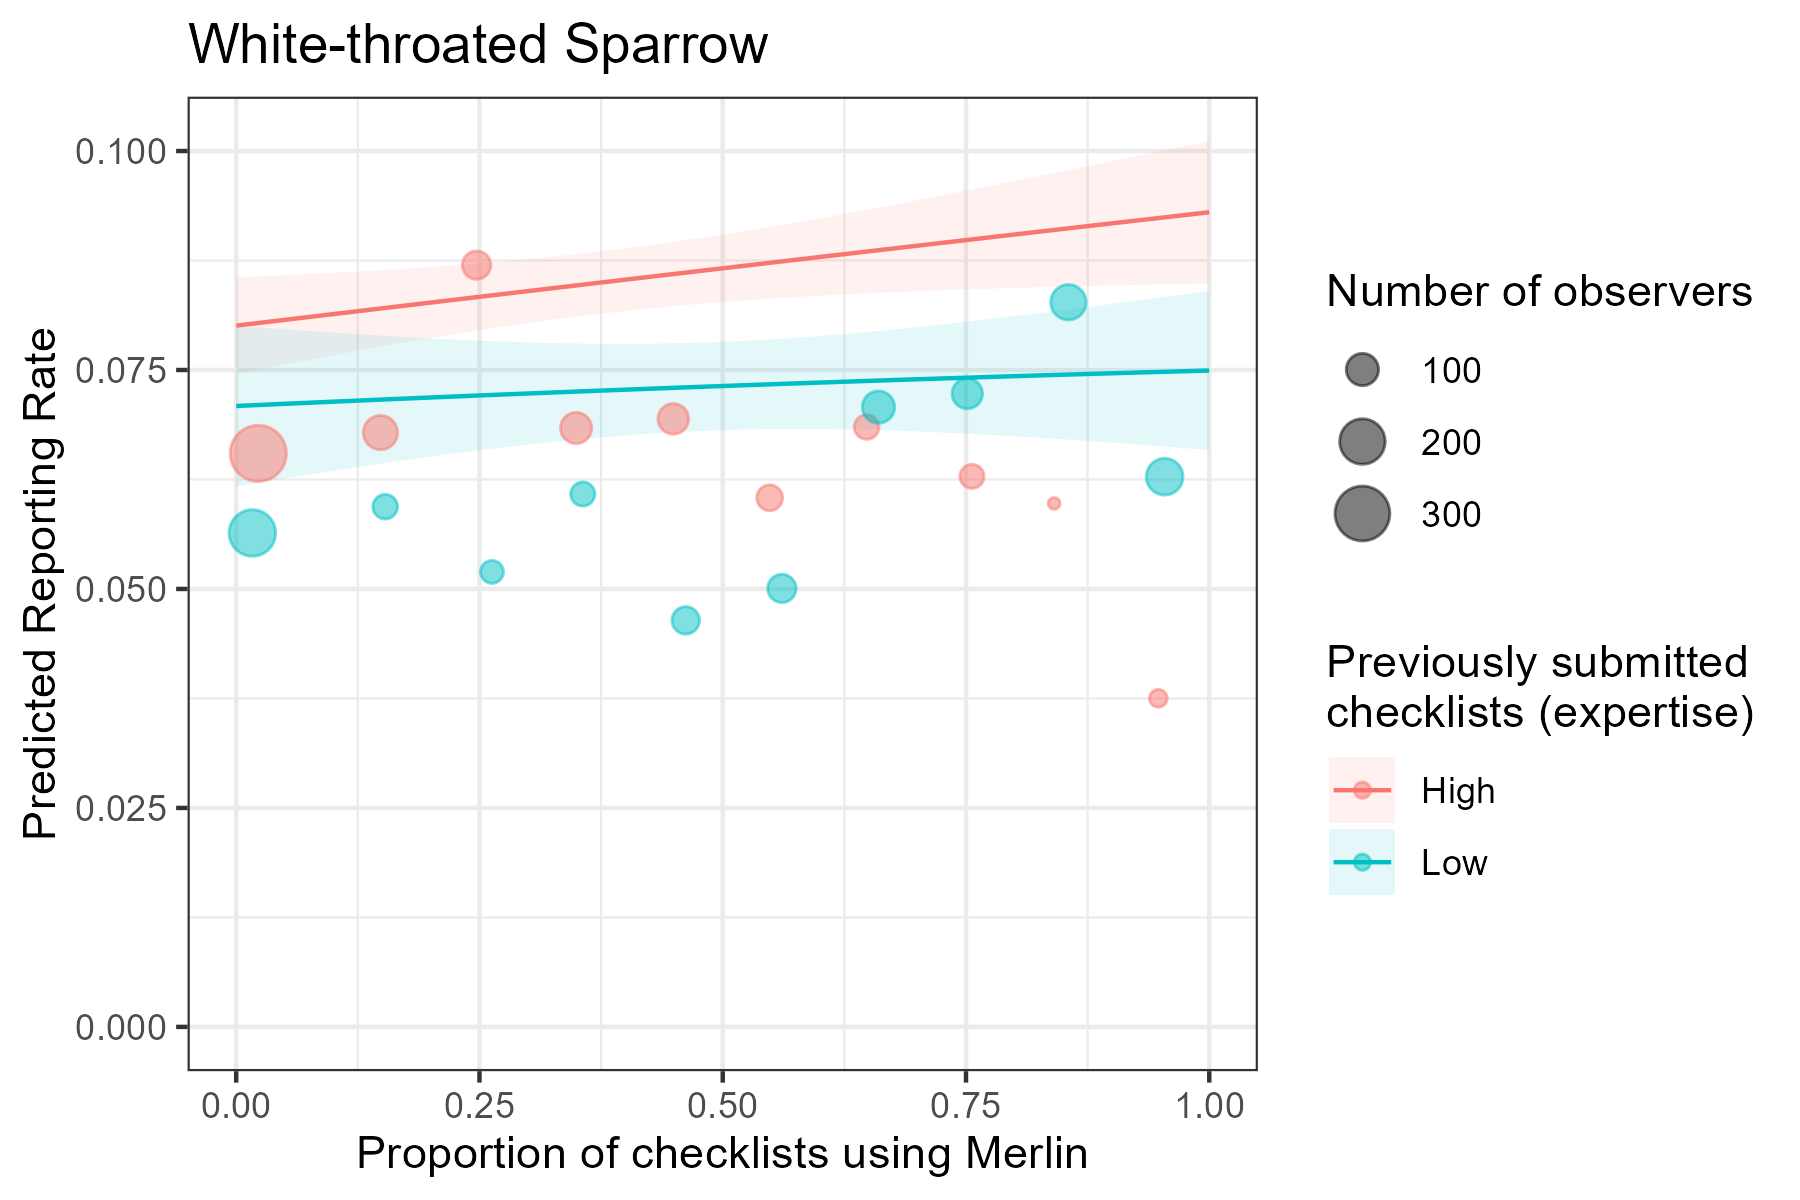 White-throated Sparrow
Predicted Reporting Rate
0.100
0.075
0.050
0.025
0.000
0.00
0.25
0.50
0.75
1.00
Proportion of checklists using Merlin
Number of observers
100
200
300
Previously submitted
checklists (expertise)
High
Low